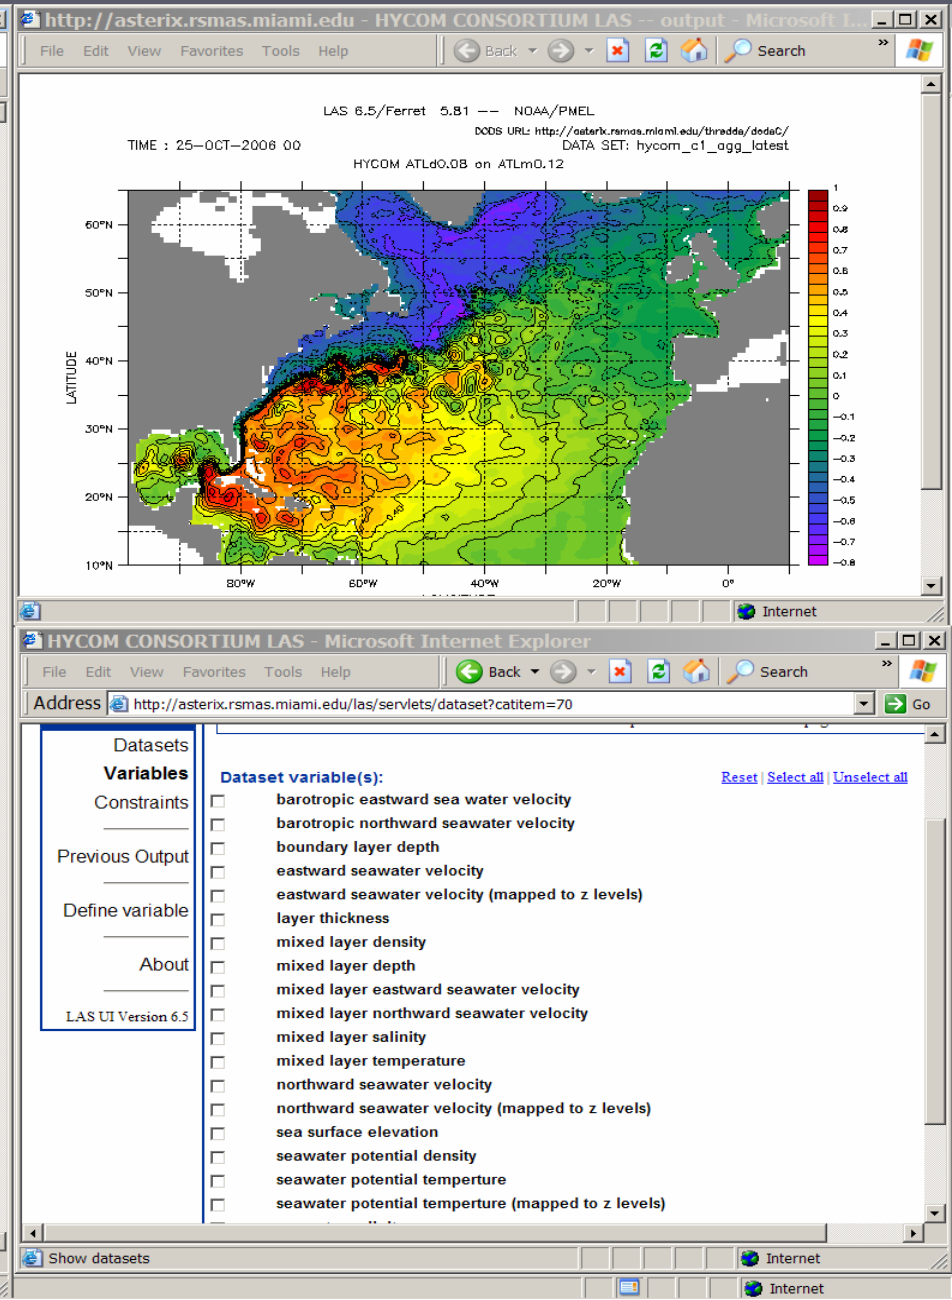 http://asterix.rsmas.miami.edu - HYCOM CONSORTIUM LAS -- output - Microsoft I...
File Edit View Favorites Tools Help Back Search »
LAS 6.5/Ferret 5.81 –– NOAA/PMEL
DODS URL: http://asterix.rsmas.miami.edu/thredds/dodsC/
TIME : 25-OCT-2006 00 DATA SET: hycom_c1_agg_latest
HYCOM ATLd0.08 on ATLm0.12
60°N
50°N
40°N
30°N
20°N
10°N
LATITUDE
80°W 60°W 40°W 20°W 0°
1
0.9
0.8
0.7
0.6
0.5
0.4
0.3
0.2
0.1
0
-0.1
-0.2
-0.3
-0.4
-0.5
-0.6
-0.7
-0.8
Internet
HYCOM CONSORTIUM LAS - Microsoft Internet Explorer
File Edit View Favorites Tools Help Back Search »
Address http://asterix.rsmas.miami.edu/las/servlets/dataset?catitem=70 Go
Datasets
Variables
Constraints
Previous Output
Define variable
About
LAS UI Version 6.5
Dataset variable(s): Reset | Select all | Unselect all
barotropic eastward sea water velocity
barotropic northward seawater velocity
boundary layer depth
eastward seawater velocity
eastward seawater velocity (mapped to z levels)
layer thickness
mixed layer density
mixed layer depth
mixed layer eastward seawater velocity
mixed layer northward seawater velocity
mixed layer salinity
mixed layer temperature
northward seawater velocity
northward seawater velocity (mapped to z levels)
sea surface elevation
seawater potential density
seawater potential temperture
seawater potential temperture (mapped to z levels)
Show datasets Internet
Internet